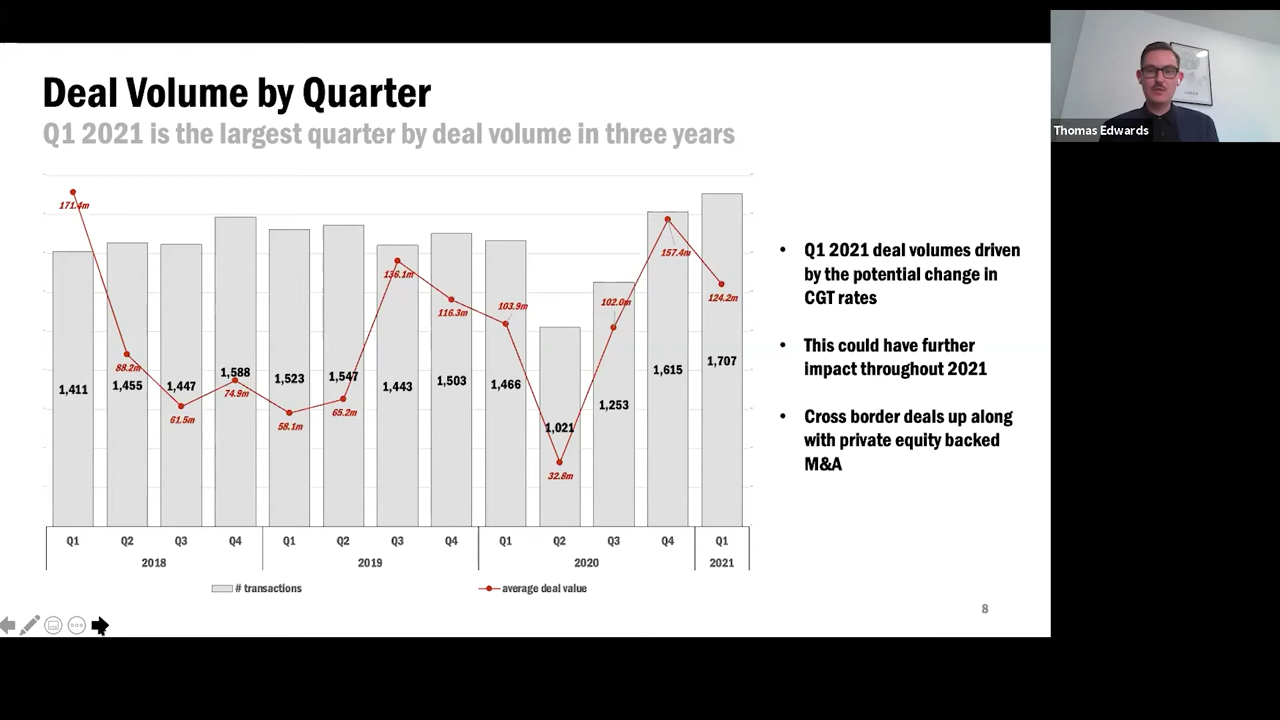 Deal Volume by Quarter
Q1 2021 is the largest quarter by deal volume in three years
171.4m
88.2m
61.5m
74.9m
58.1m
65.2m
136.1m
116.3m
103.9m
32.8m
102.0m
157.4m
124.2m
1,411
1,455
1,447
1,588
1,523
1,547
1,443
1,503
1,466
1,021
1,253
1,615
1,707
Q1 Q2 Q3 Q4 Q1 Q2 Q3 Q4 Q1 Q2 Q3 Q4 Q1
2018 2019 2020 2021
# transactions
average deal value
• Q1 2021 deal volumes driven
by the potential change in
CGT rates
• This could have further
impact throughout 2021
• Cross border deals up along
with private equity backed
M&A
8
Thomas Edwards